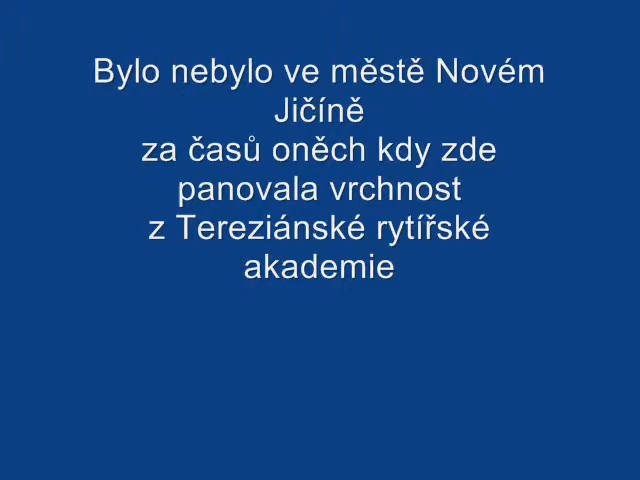 Bylo nebylo ve městě Novém
Jičíně
za časů oněch kdy zde
panovala vrchnost
z Tereziánské rytířské
akademie